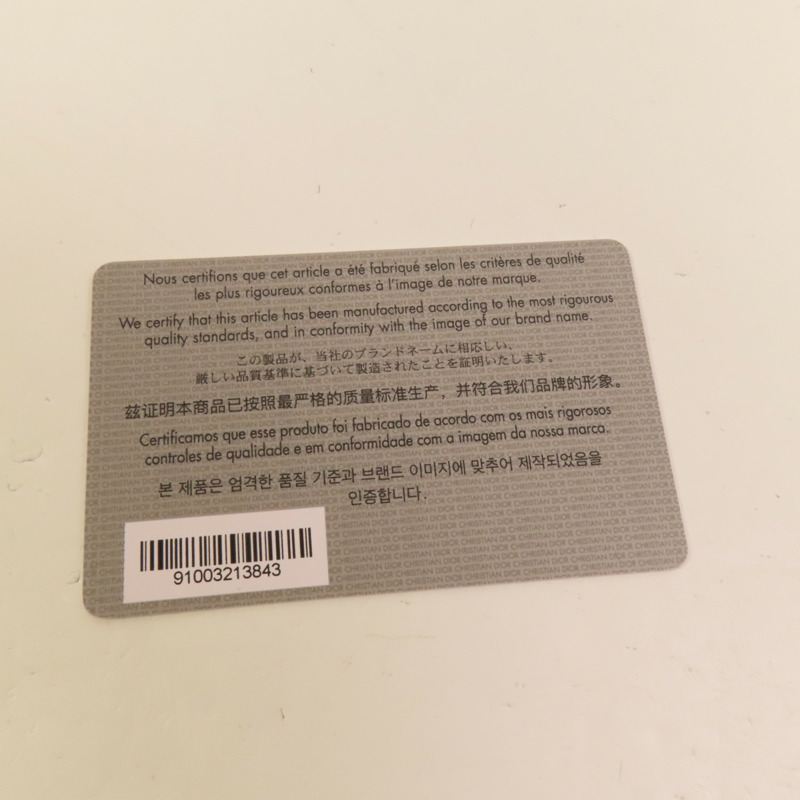 Nous certifions que cet article a été fabriqué selon les critères de qualité
les plus rigoureux conformes à l'image de notre marque.
We certify that this article has been manufactured according to the most rigourous
quality standards, and in conformity with the image of our brand name.
この製品が、当社のブランドネームに相応しい、
厳しい品質基準に基づいて製造されたことを証明いたします。
兹证明本商品已按照最严格的质量标准生产，并符合我们品牌的形象。
Certificamos que esse produto foi fabricado de acordo com os mais rigorosos
controles de qualidade e em conformidade com a imagem da nossa marca.
본 제품은 엄격한 품질 기준과 브랜드 이미지에 맞추어 제작되었음을
인증합니다.
91003213843